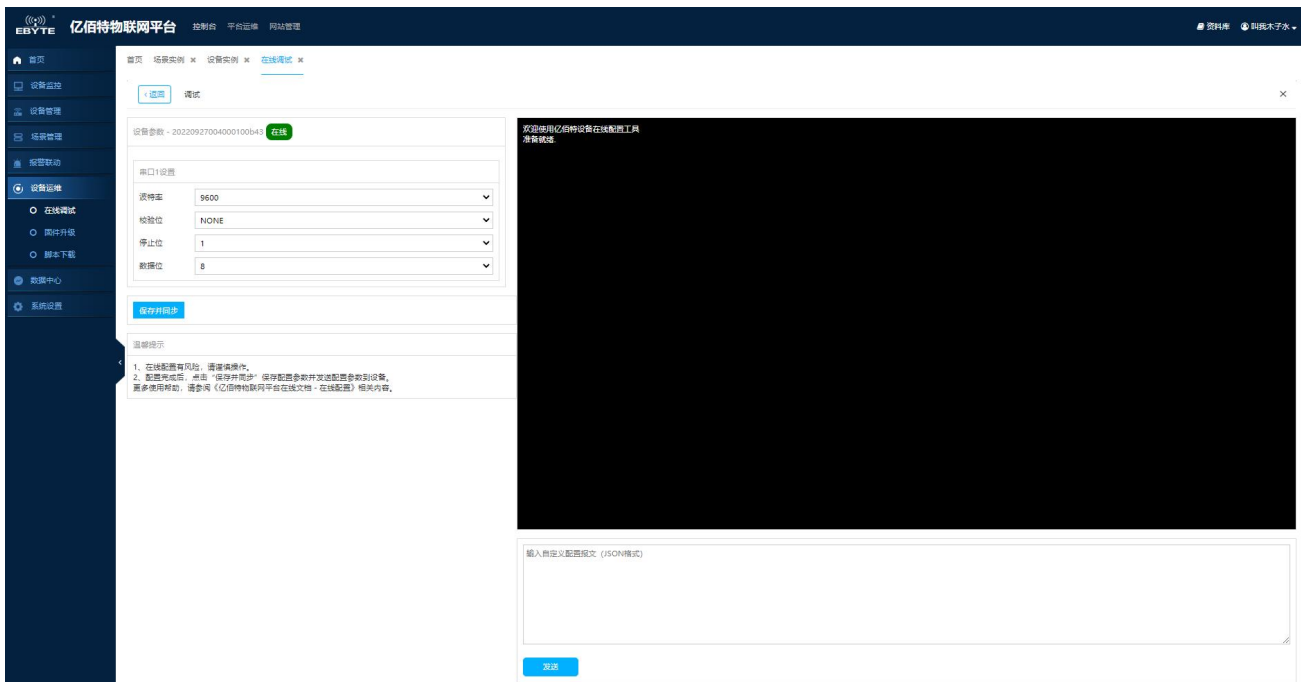 EBYTE 亿佰特物联网平台 控制台 平台运维 网站管理 资料库 叫我木子水
首页
设备监控
设备管理
场景管理
报警联动
设备运维
在线调试
固件升级
脚本下载
数据中心
系统设置
首页 场景实例 × 设备实例 × 在线调试 ×
‹返回 调试 ×
设备参数 - 20220927004000100b43 在线
串口1设置
波特率 9600
校验位 NONE
停止位 1
数据位 8
保存并同步
温馨提示
1、在线配置有风险，请谨慎操作。
2、配置完成后，点击“保存并同步”保存配置参数并发送配置参数到设备。
更多使用帮助，请参阅《亿佰特物联网平台在线文档 - 在线配置》相关内容。
欢迎使用亿佰特设备在线配置工具
准备就绪.
输入自定义配置报文（JSON格式）
发送